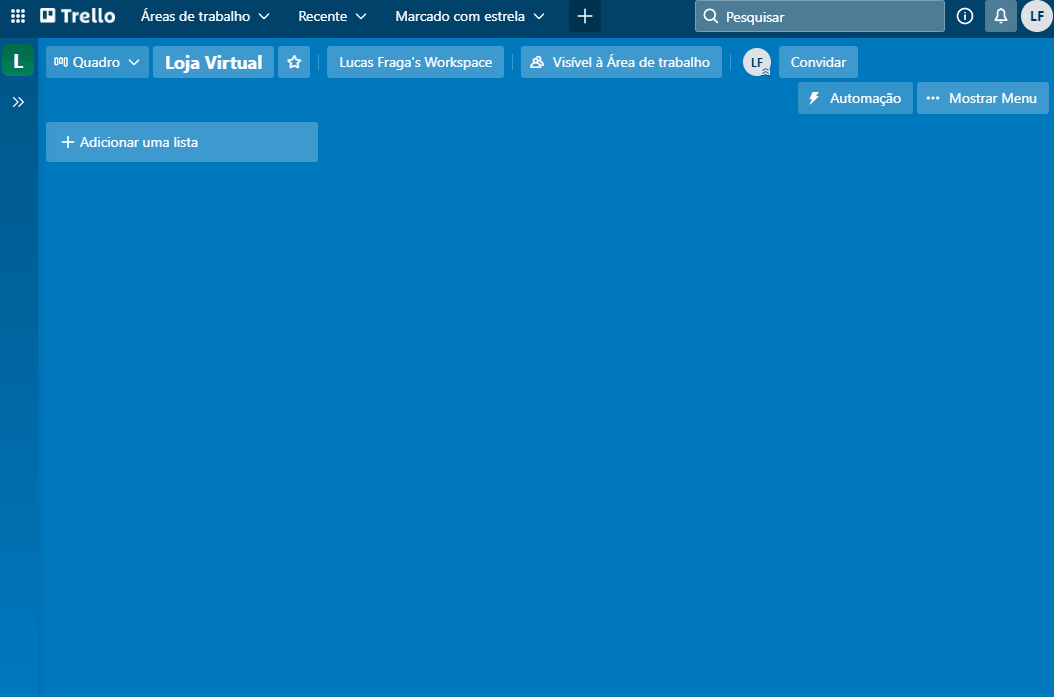 Trello Áreas de trabalho Recente Marcado com estrela Pesquisar LF
L Quadro Loja Virtual Lucas Fraga's Workspace Visível à Área de trabalho LF Convidar
Automação Mostrar Menu
Adicionar uma lista